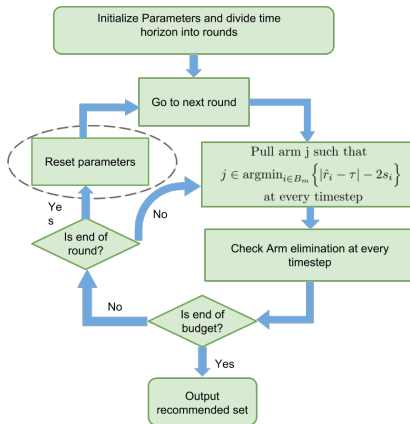 Initialize Parameters and divide time
horizon into rounds
Go to next round
Reset parameters
Pull arm j such that
j ∈ argmin_{i∈B_m} {|r̂_i − τ| − 2s_i}
at every timestep
Ye
s
No
Is end of
round?
Check Arm elimination at every
timestep
No
Is end of
budget?
Yes
Output
recommended set